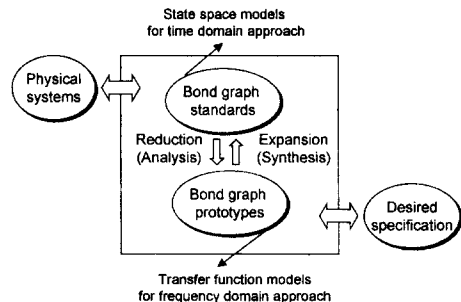 State space models
for time domain approach
Physical
systems
Bond graph
standards
Reduction
(Analysis)
Expansion
(Synthesis)
Bond graph
prototypes
Desired
specification
Transfer function models
for frequency domain approach